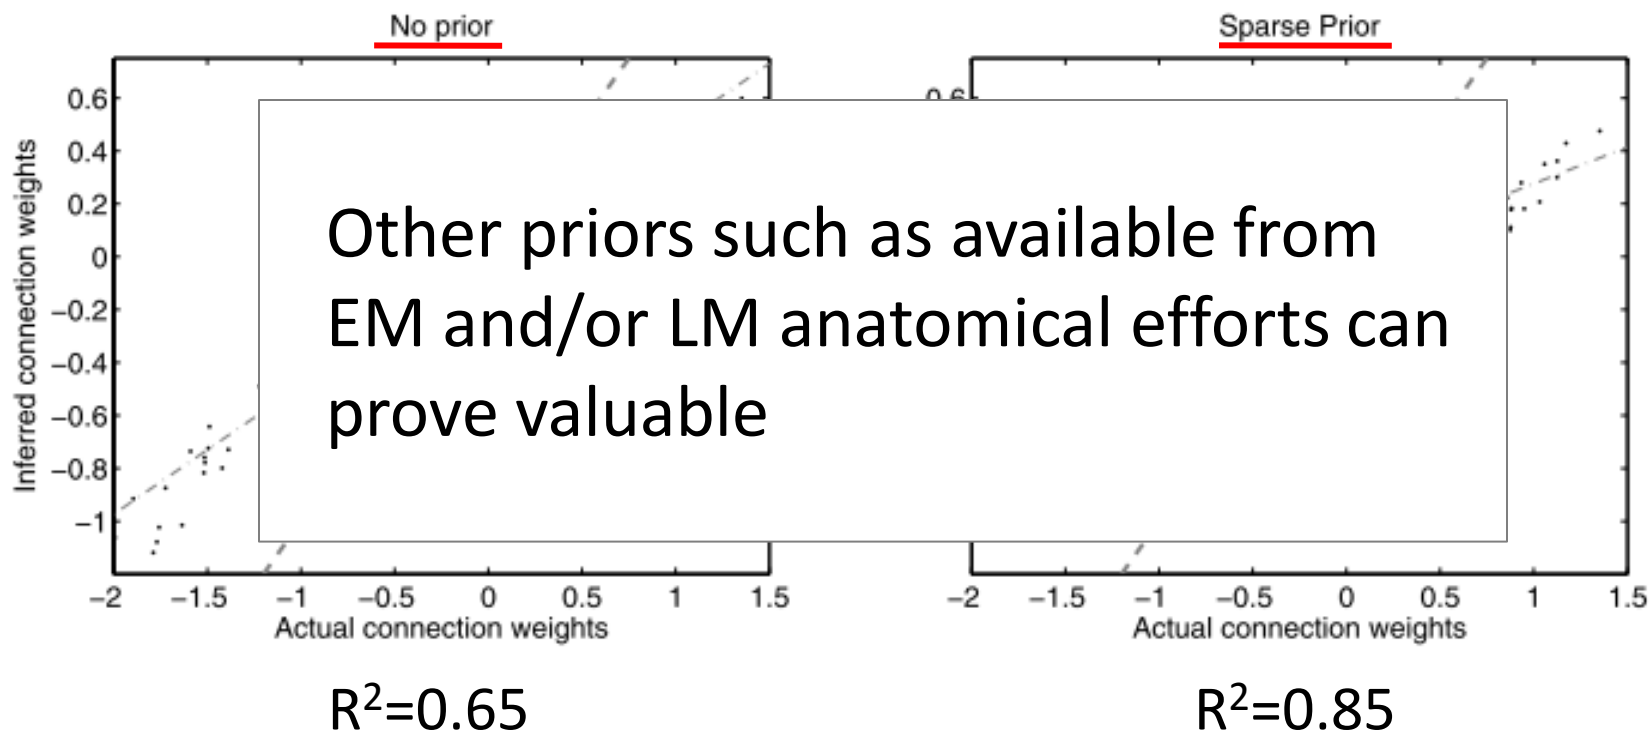 No prior
Sparse Prior
0.6
0.4
0.2
0
−0.2
−0.4
−0.6
−0.8
−1
Inferred connection weights
−2 −1.5 −1 −0.5 0 0.5 1 1.5
Actual connection weights
0.6
−2 −1.5 −1 −0.5 0 0.5 1 1.5
Actual connection weights
Other priors such as available from
EM and/or LM anatomical efforts can
prove valuable
R²=0.65
R²=0.85